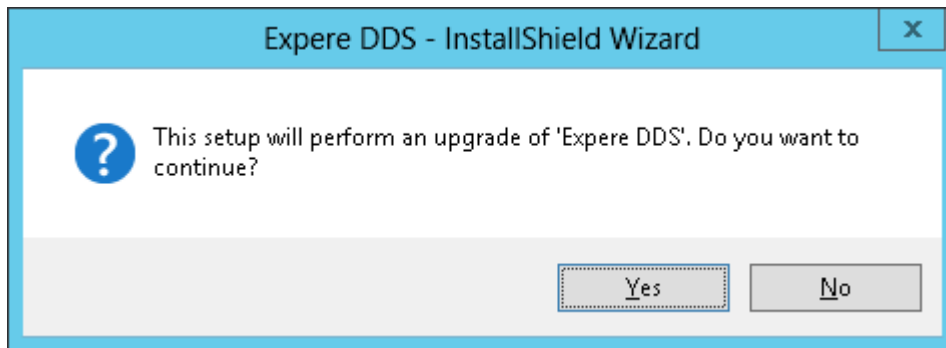 Expere DDS - InstallShield Wizard
x
This setup will perform an upgrade of 'Expere DDS'. Do you want to
continue?
Yes
No